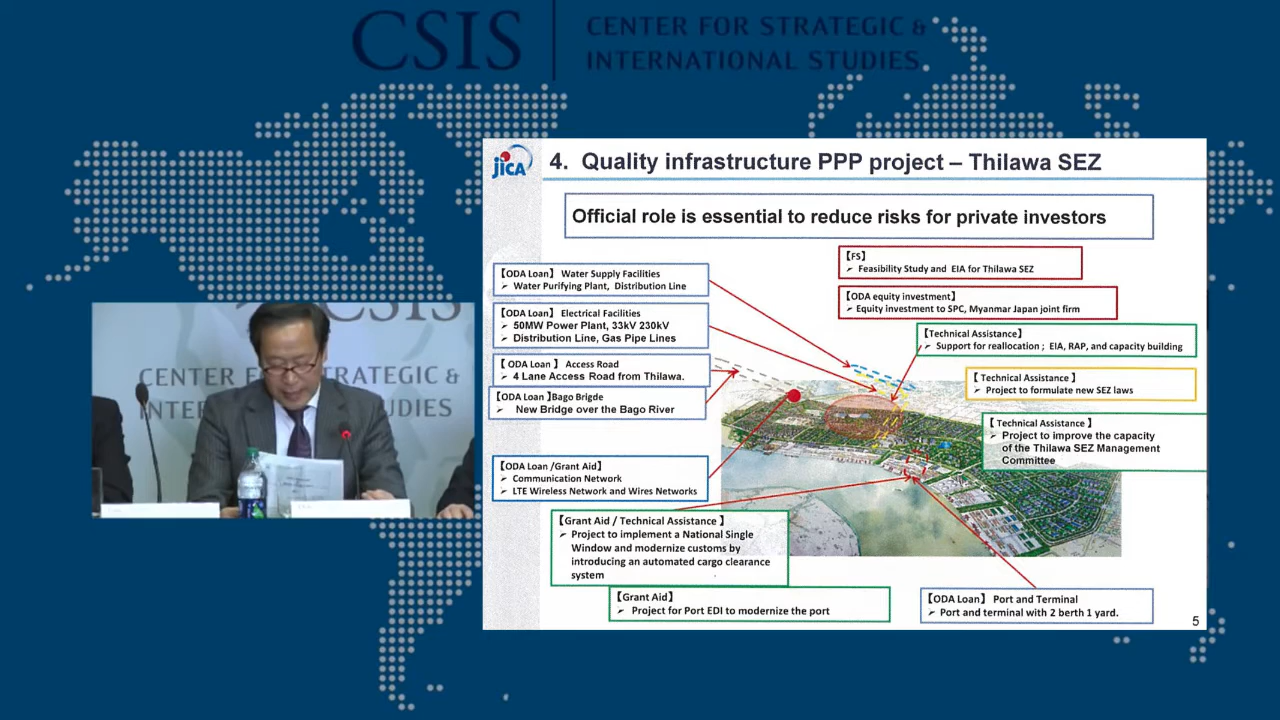 CSIS
CENTER FOR STRATEGIC &
INTERNATIONAL STUDIES
JICA
4. Quality infrastructure PPP project – Thilawa SEZ
Official role is essential to reduce risks for private investors
【ODA Loan】 Water Supply Facilities
➢ Water Purifying Plant, Distribution Line
【ODA Loan】 Electrical Facilities
➢ 50MW Power Plant, 33kV 230kV
➢ Distribution Line, Gas Pipe Lines
【ODA Loan 】 Access Road
➢ 4 Lane Access Road from Thilawa.
【ODA Loan 】Bago Brigde
➢ New Bridge over the Bago River
【ODA Loan /Grant Aid】
➢ Communication Network
➢ LTE Wireless Network and Wires Networks
【Grant Aid / Technical Assistance 】
➢ Project to implement a National Single
Window and modernize customs by
introducing an automated cargo clearance
system
【Grant Aid】
➢ Project for Port EDI to modernize the port
【FS】
➢ Feasibility Study and EIA for Thilawa SEZ
【ODA equity investment】
➢ Equity investment to SPC, Myanmar Japan joint firm
【Technical Assistance】
➢ Support for reallocation ; EIA, RAP, and capacity building
【Technical Assistance 】
➢ Project to formulate new SEZ laws
【Technical Assistance 】
➢ Project to improve the capacity
of the Thilawa SEZ Management
Committee
【ODA Loan】 Port and Terminal
➢ Port and terminal with 2 berth 1 yard.
5
CSIS
CENTER F TRATEGIC &
INTE UDIES